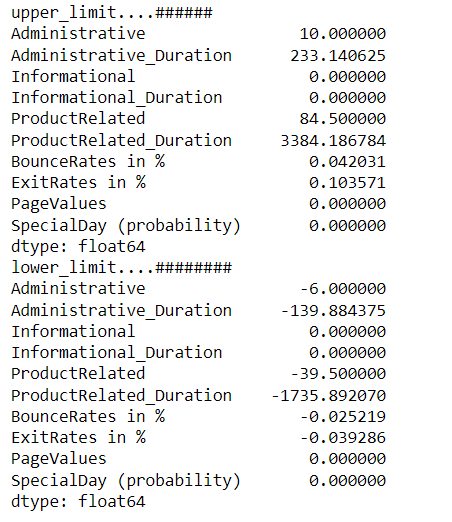 upper_limit....######
Administrative 10.000000
Administrative_Duration 233.140625
Informational 0.000000
Informational_Duration 0.000000
ProductRelated 84.500000
ProductRelated_Duration 3384.186784
BounceRates in % 0.042031
ExitRates in % 0.103571
PageValues 0.000000
SpecialDay (probability) 0.000000
dtype: float64
lower_limit....########
Administrative -6.000000
Administrative_Duration -139.884375
Informational 0.000000
Informational_Duration 0.000000
ProductRelated -39.500000
ProductRelated_Duration -1735.892070
BounceRates in % -0.025219
ExitRates in % -0.039286
PageValues 0.000000
SpecialDay (probability) 0.000000
dtype: float64